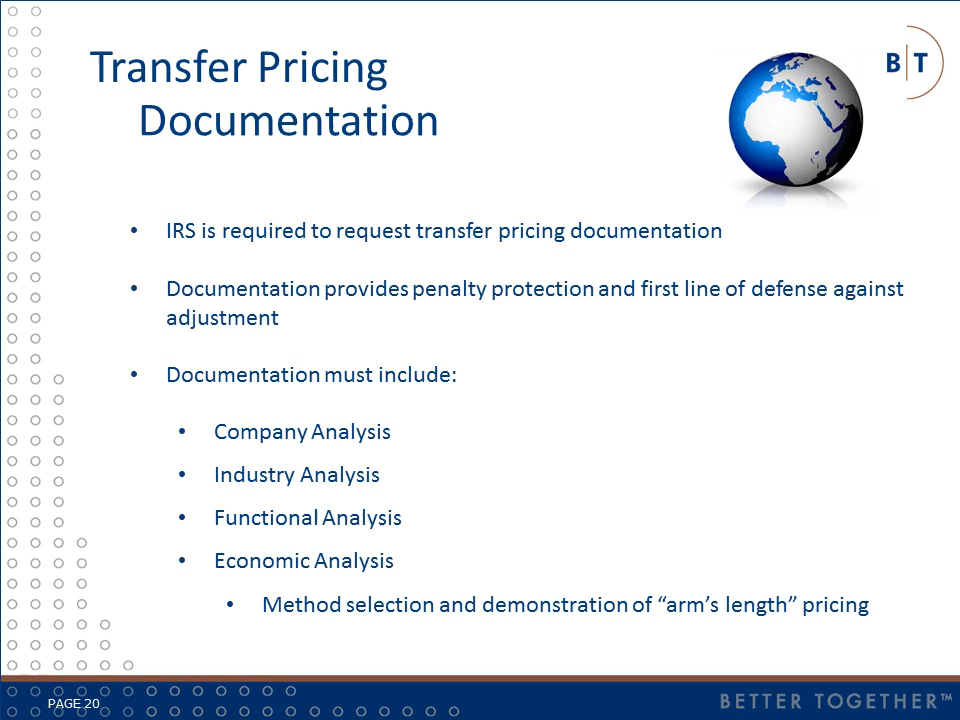 Transfer Pricing
Documentation
B|T
• IRS is required to request transfer pricing documentation
• Documentation provides penalty protection and first line of defense against
adjustment
• Documentation must include:
• Company Analysis
• Industry Analysis
• Functional Analysis
• Economic Analysis
• Method selection and demonstration of “arm’s length” pricing
PAGE 20
BETTER TOGETHER™